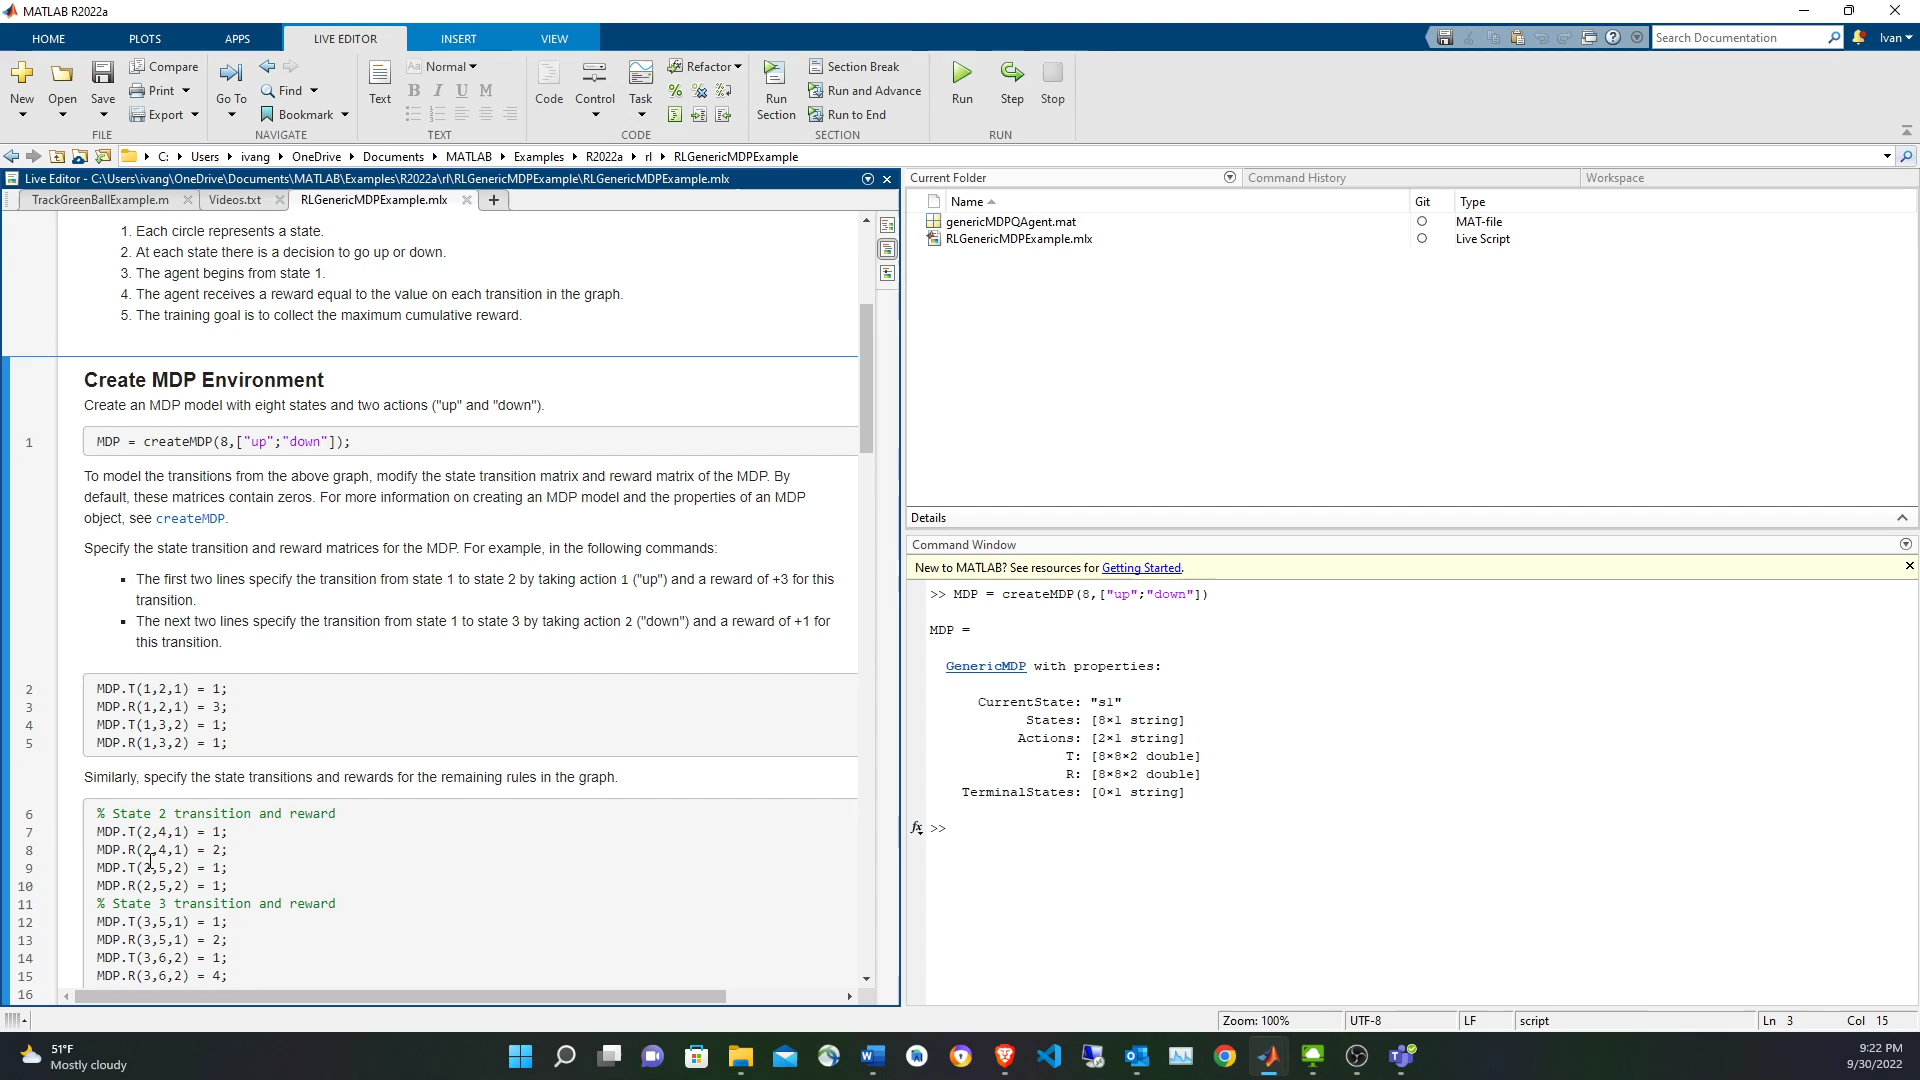 MATLAB R2022a
HOME PLOTS APPS LIVE EDITOR INSERT VIEW
Search Documentation
Ivan
New
Open
Save
Compare
Print
Export
FILE
Go To
Find
Bookmark
NAVIGATE
Text
Aa Normal
B I U M
TEXT
Code
Control
Task
Refactor
CODE
Run Section
Section Break
Run and Advance
Run to End
SECTION
Run
Step
Stop
RUN
C: Users ivang OneDrive Documents MATLAB Examples R2022a rl RLGenericMDPExample
Live Editor - C:\Users\ivang\OneDrive\Documents\MATLAB\Examples\R2022a\rl\RLGenericMDPExample\RLGenericMDPExample.mlx
TrackGreenBallExample.m Videos.txt RLGenericMDPExample.mlx
1. Each circle represents a state.
2. At each state there is a decision to go up or down.
3. The agent begins from state 1.
4. The agent receives a reward equal to the value on each transition in the graph.
5. The training goal is to collect the maximum cumulative reward.
Create MDP Environment
Create an MDP model with eight states and two actions ("up" and "down").
1 MDP = createMDP(8,["up";"down"]);
To model the transitions from the above graph, modify the state transition matrix and reward matrix of the MDP. By
default, these matrices contain zeros. For more information on creating an MDP model and the properties of an MDP
object, see createMDP.
Specify the state transition and reward matrices for the MDP. For example, in the following commands:
▪ The first two lines specify the transition from state 1 to state 2 by taking action 1 ("up") and a reward of +3 for this
transition.
▪ The next two lines specify the transition from state 1 to state 3 by taking action 2 ("down") and a reward of +1 for
this transition.
2 MDP.T(1,2,1) = 1;
3 MDP.R(1,2,1) = 3;
4 MDP.T(1,3,2) = 1;
5 MDP.R(1,3,2) = 1;
Similarly, specify the state transitions and rewards for the remaining rules in the graph.
6 % State 2 transition and reward
7 MDP.T(2,4,1) = 1;
8 MDP.R(2,4,1) = 2;
9 MDP.T(2,5,2) = 1;
10 MDP.R(2,5,2) = 1;
11 % State 3 transition and reward
12 MDP.T(3,5,1) = 1;
13 MDP.R(3,5,1) = 2;
14 MDP.T(3,6,2) = 1;
15 MDP.R(3,6,2) = 4;
16
Current Folder Command History Workspace
Name Git Type
genericMDPQAgent.mat MAT-file
RLGenericMDPExample.mlx Live Script
Details
Command Window
New to MATLAB? See resources for Getting Started.
>> MDP = createMDP(8,["up";"down"])
MDP =
GenericMDP with properties:
CurrentState: "s1"
States: [8×1 string]
Actions: [2×1 string]
T: [8×8×2 double]
R: [8×8×2 double]
TerminalStates: [0×1 string]
fx >>
Zoom: 100% UTF-8 LF script Ln 3 Col 15
51°F
Mostly cloudy
9:22 PM
9/30/2022